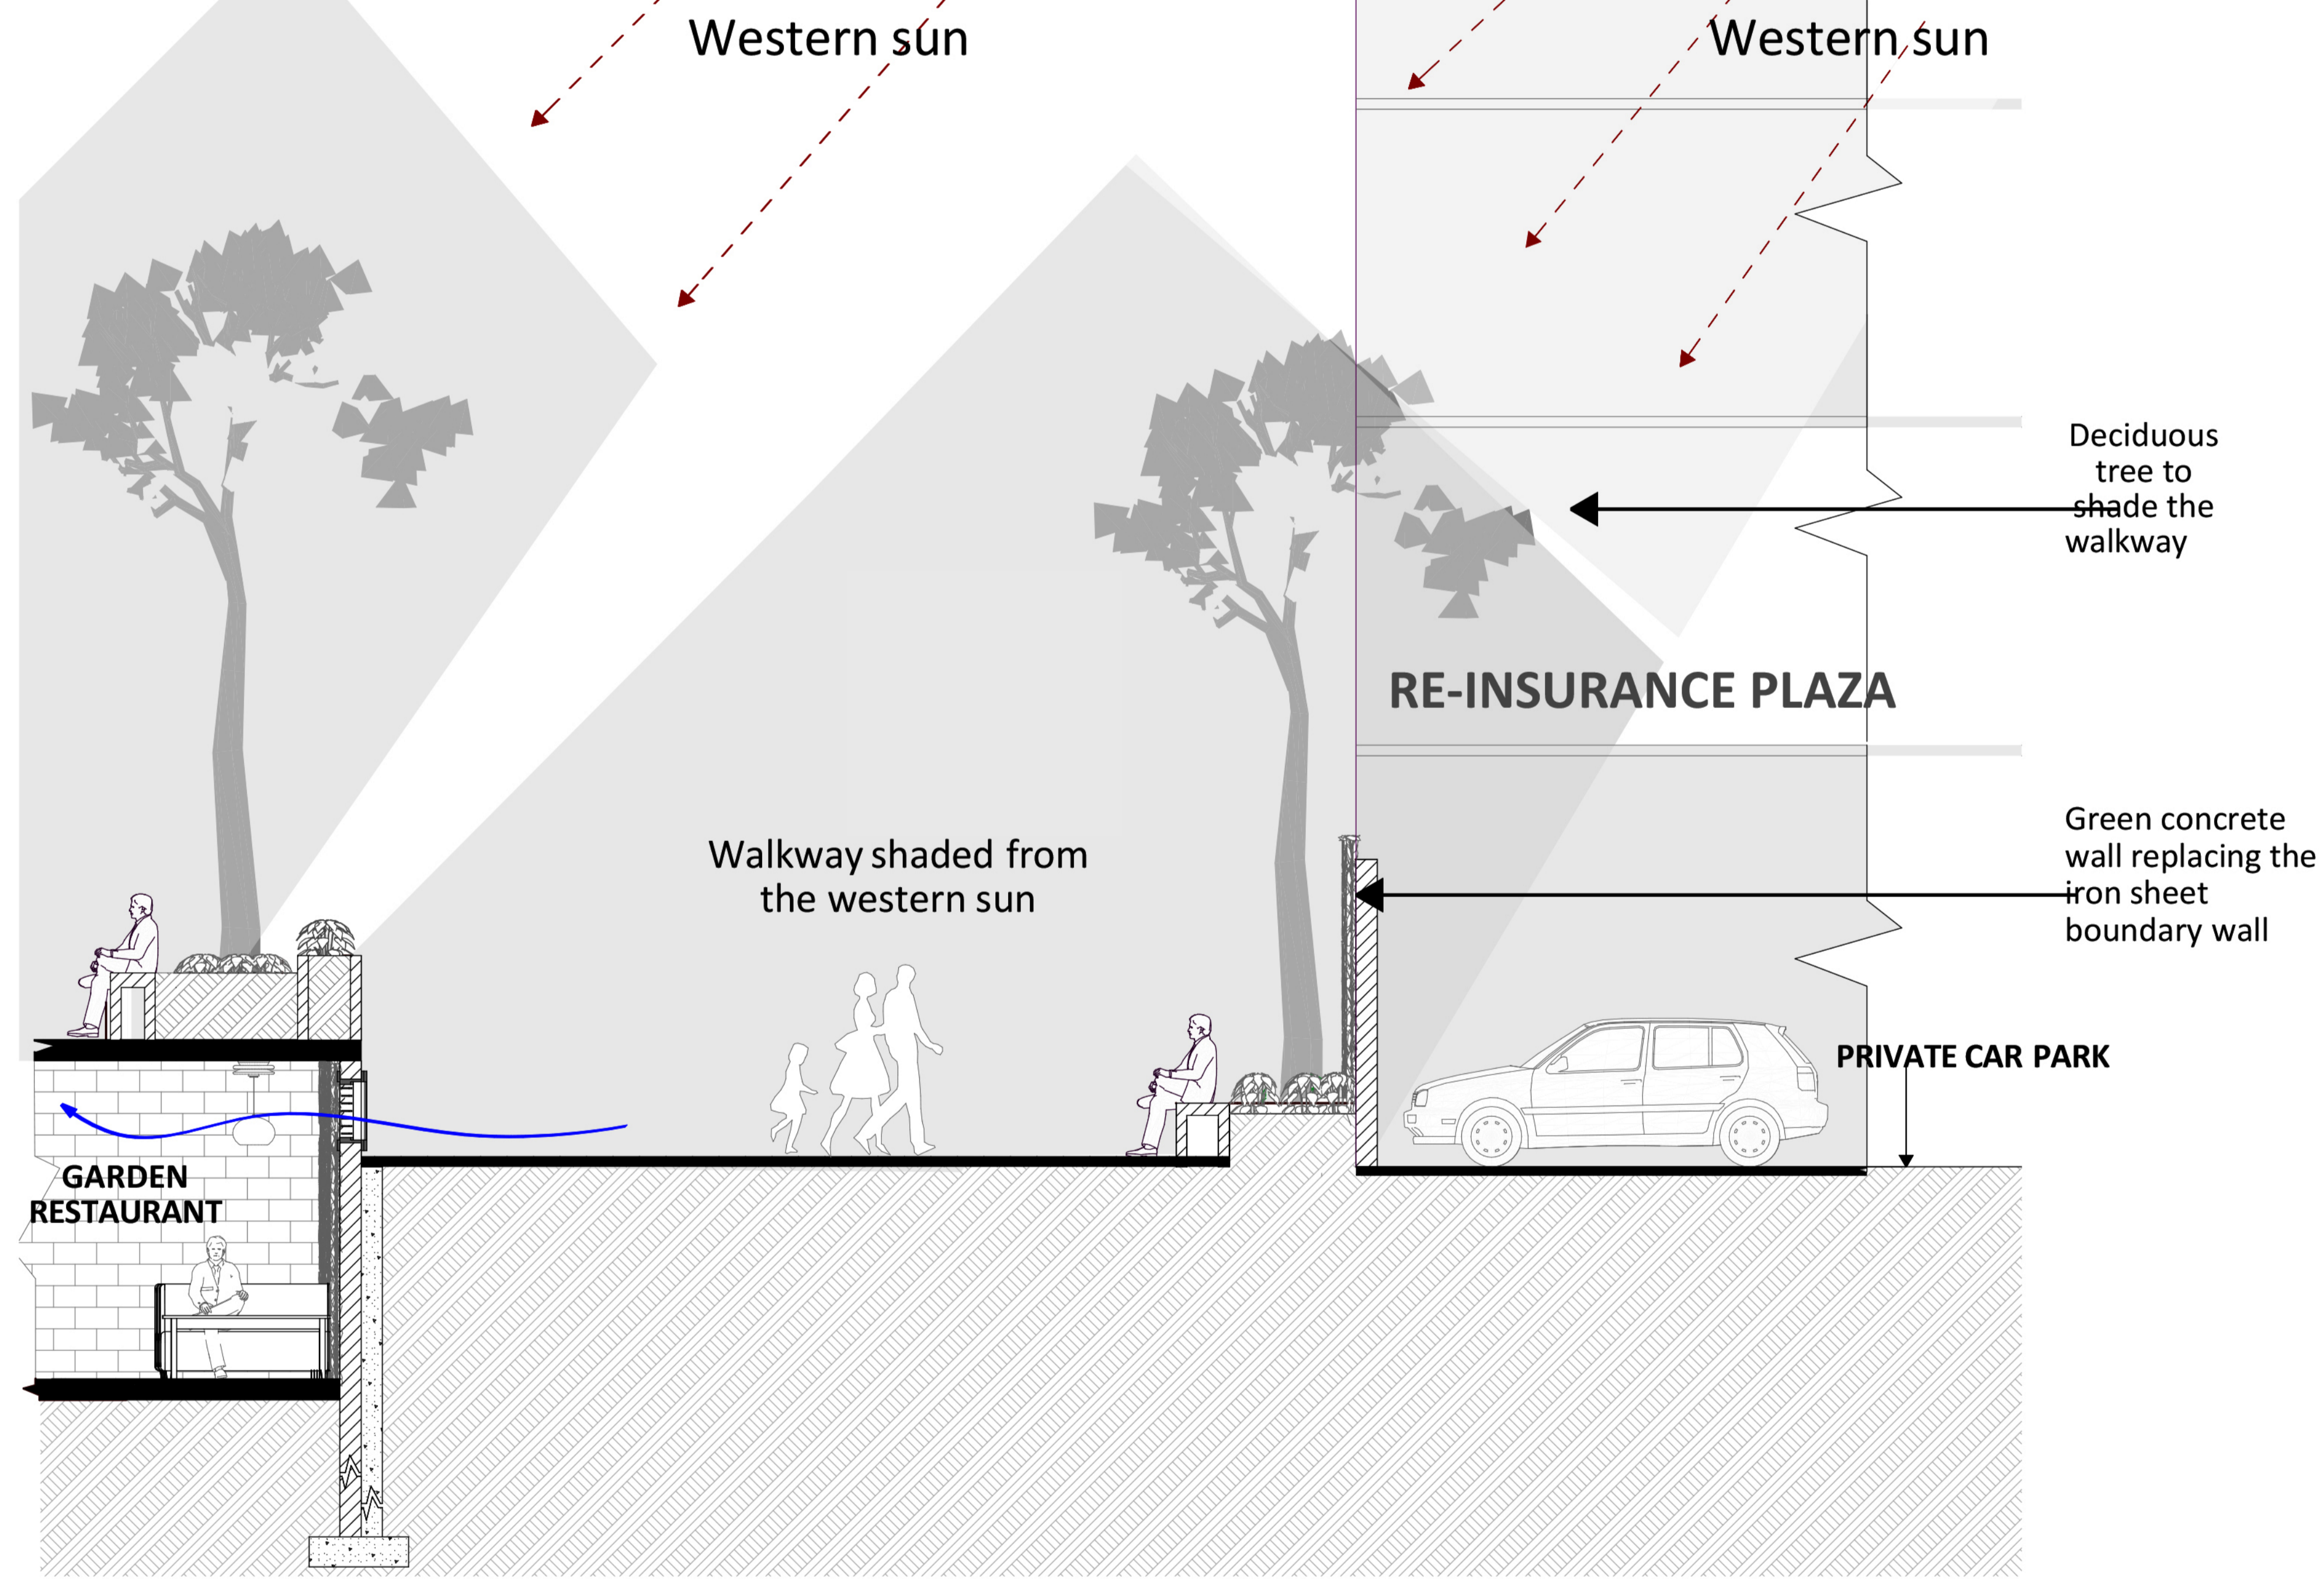 Western sun
Western sun
Deciduous
tree to
shade the
walkway
RE-INSURANCE PLAZA
Green concrete
wall replacing the
iron sheet
boundary wall
Walkway shaded from
the western sun
PRIVATE CAR PARK
GARDEN
RESTAURANT